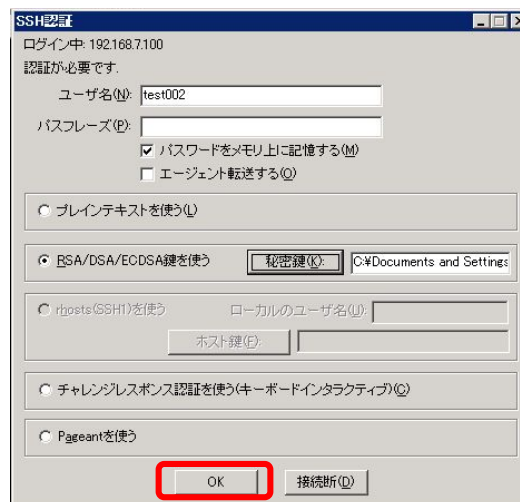 SSH認証
ログイン中: 192.168.7.100
認証が必要です.
ユーザ名(N): test002
パスフレーズ(P):
パスワードをメモリ上に記憶する(M)
エージェント転送する(O)
プレインテキストを使う(L)
RSA/DSA/ECDSA鍵を使う 秘密鍵(K): C:¥Documents and Settings
rhosts(SSH1)を使う ローカルのユーザ名(U):
ホスト鍵(F):
チャレンジレスポンス認証を使う(キーボードインタラクティブ)(C)
Pageantを使う
OK 接続断(D)